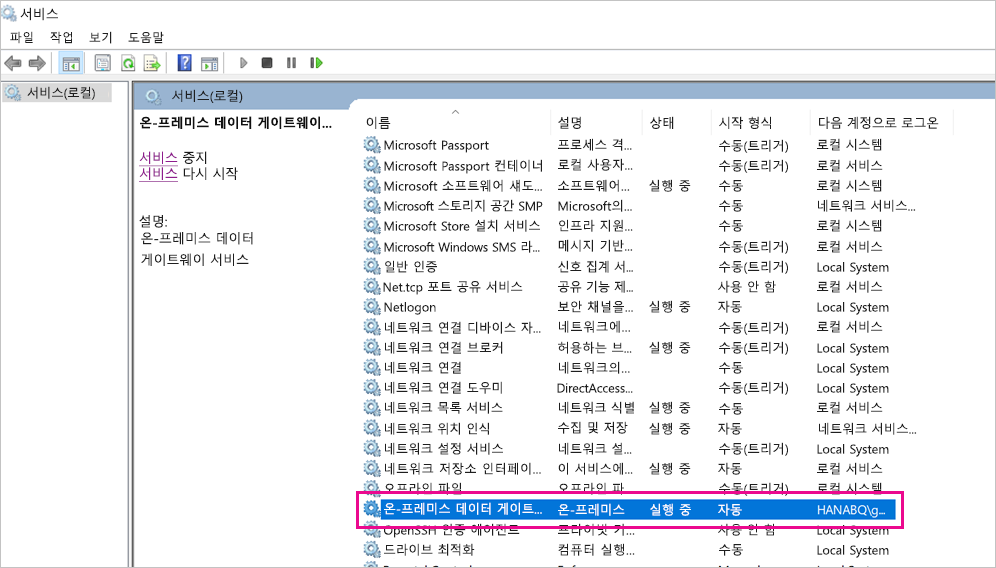 서비스
파일 작업 보기 도움말
서비스(로컬)
서비스(로컬)
온-프레미스 데이터 게이트웨이...
서비스 중지
서비스 다시 시작
설명:
온-프레미스 데이터
게이트웨이 서비스
이름 설명 상태 시작 형식 다음 계정으로 로그온
Microsoft Passport 프로세스 격... 수동(트리거) 로컬 시스템
Microsoft Passport 컨테이너 로컬 사용자... 수동(트리거) 로컬 서비스
Microsoft 소프트웨어 섀도... 소프트웨어... 실행 중 수동 로컬 시스템
Microsoft 스토리지 공간 SMP Microsoft의... 수동 네트워크 서비스...
Microsoft Store 설치 서비스 인프라 지원... 수동 로컬 시스템
Microsoft Windows SMS 라... 메시지 기반... 수동(트리거) 로컬 서비스
일반 인증 신호 집계 서... 수동(트리거) Local System
Net.tcp 포트 공유 서비스 공유 기능 제... 사용 안 함 로컬 서비스
Netlogon 보안 채널을... 실행 중 자동 Local System
네트워크 연결 디바이스 자... 네트워크에... 수동(트리거) 로컬 서비스
네트워크 연결 브로커 허용하는 브... 실행 중 수동(트리거) Local System
네트워크 연결 네트워크의... 수동 Local System
네트워크 연결 도우미 DirectAccess... 수동(트리거) Local System
네트워크 목록 서비스 네트워크 식별 실행 중 수동 로컬 서비스
네트워크 위치 인식 수집 및 저장 실행 중 자동 네트워크 서비스...
네트워크 설정 서비스 네트워크 설... 수동(트리거) Local System
네트워크 저장소 인터페이... 이 서비스에... 실행 중 자동 로컬 서비스
오프라인 파일 오프라인 파 수동(트리거) 로컬 시스템
온-프레미스 데이터 게이트... 온-프레미스 실행 중 자동 HANABQ\g...
OpenSSH 인증 에이전트 프라이빗 키... 사용 안 함 Local System
드라이브 최적화 컴퓨터 실행... 수동 Local System